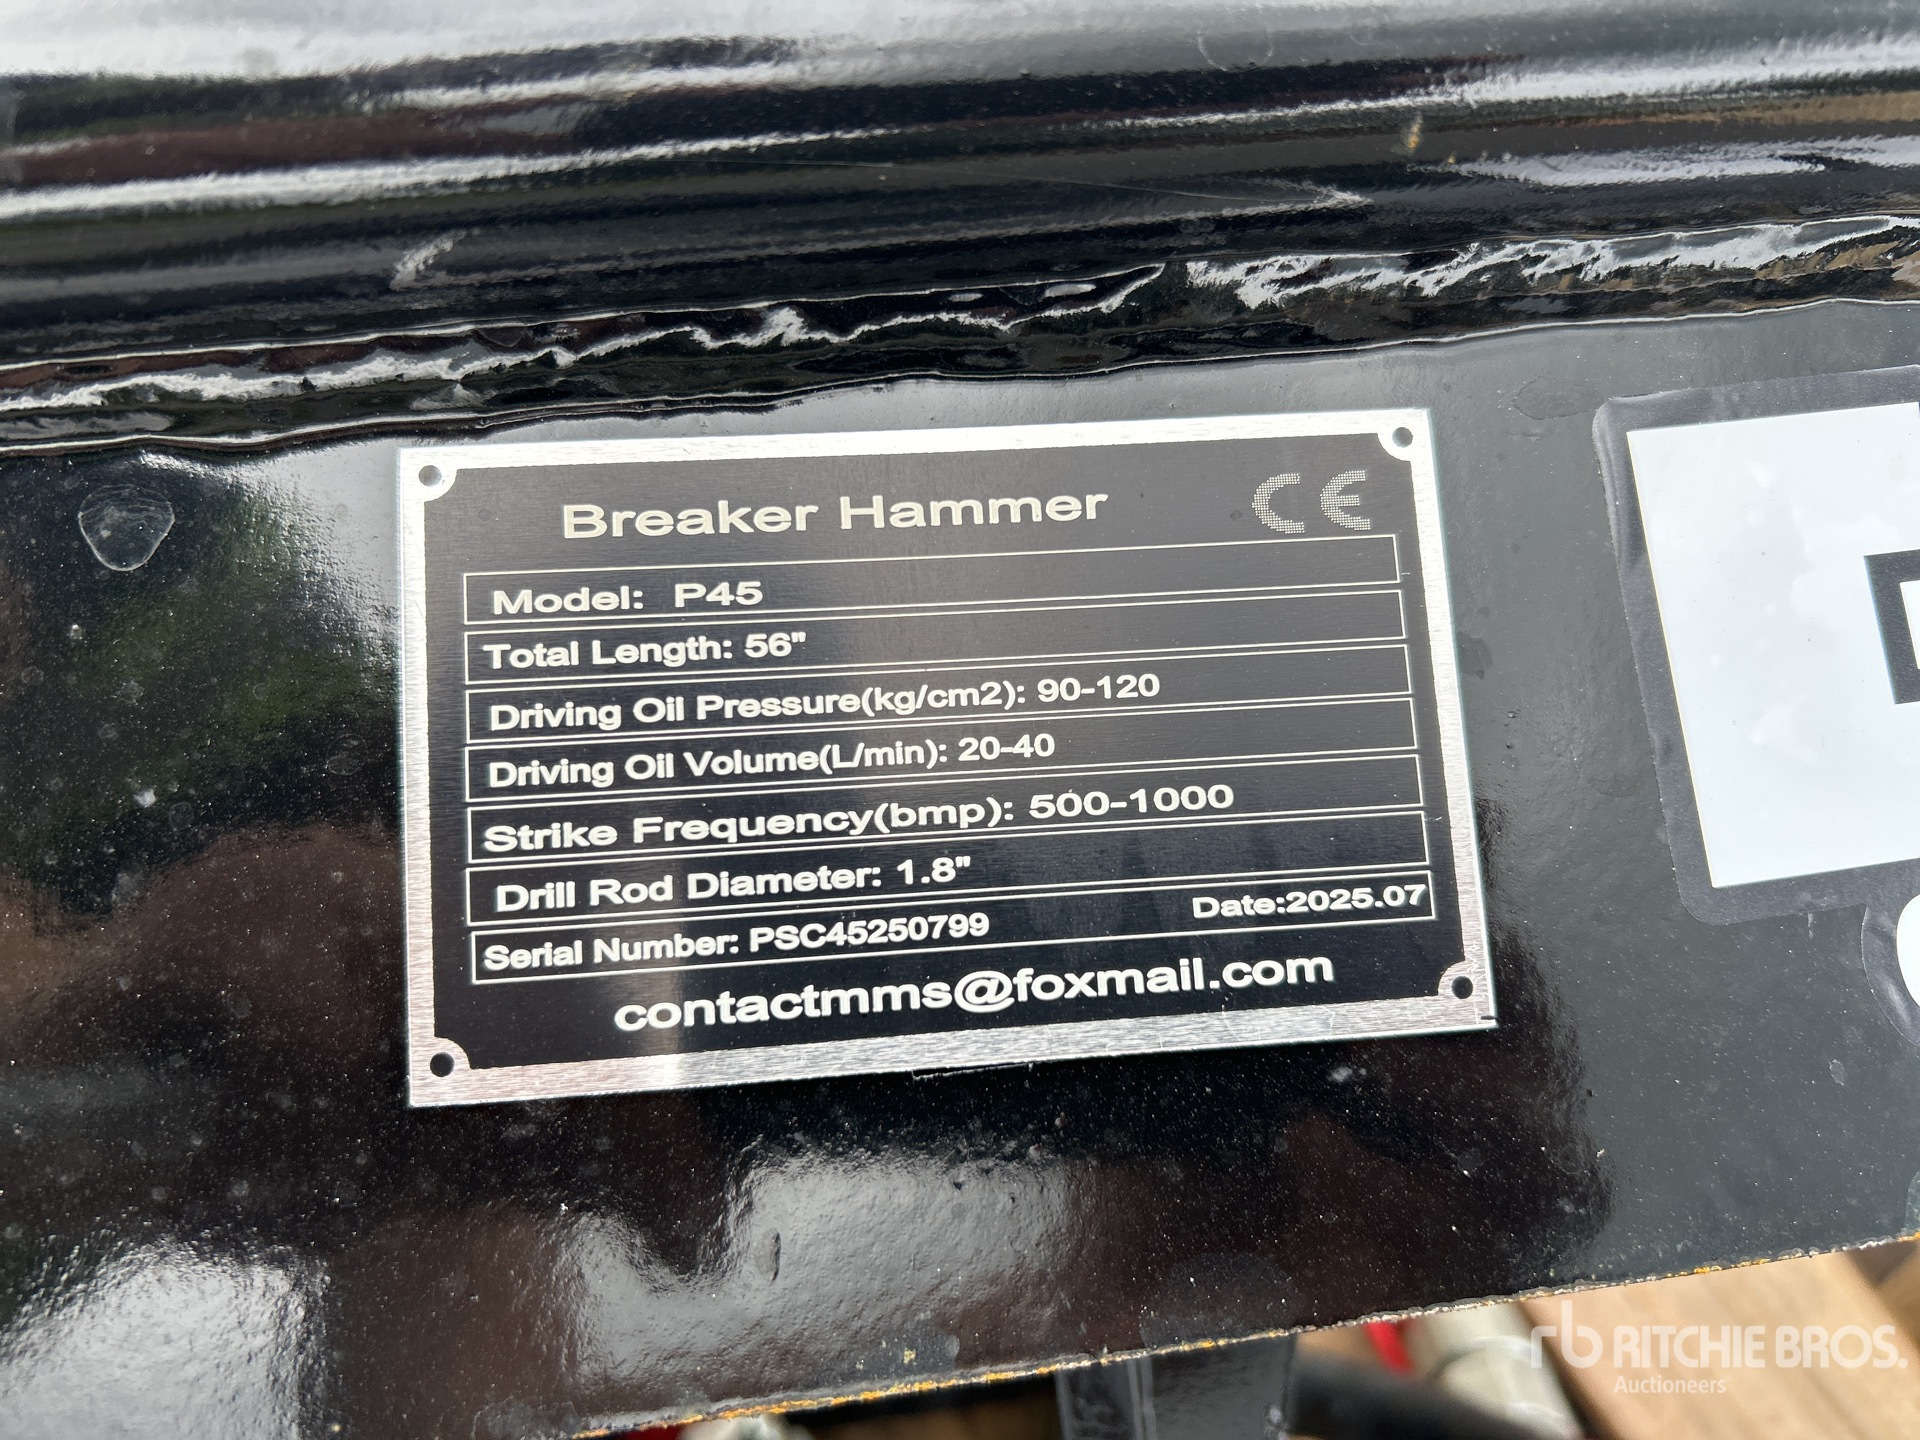 Breaker Hammer CE
Model: P45
Total Length: 56"
Driving Oil Pressure(kg/cm2): 90-120
Driving Oil Volume(L/min): 20-40
Strike Frequency(bmp): 500-1000
Drill Rod Diameter: 1.8"
Serial Number: PSC45250799 Date:2025.07
contactmms@foxmail.com
rb RITCHIE BROS.
Auctioneers